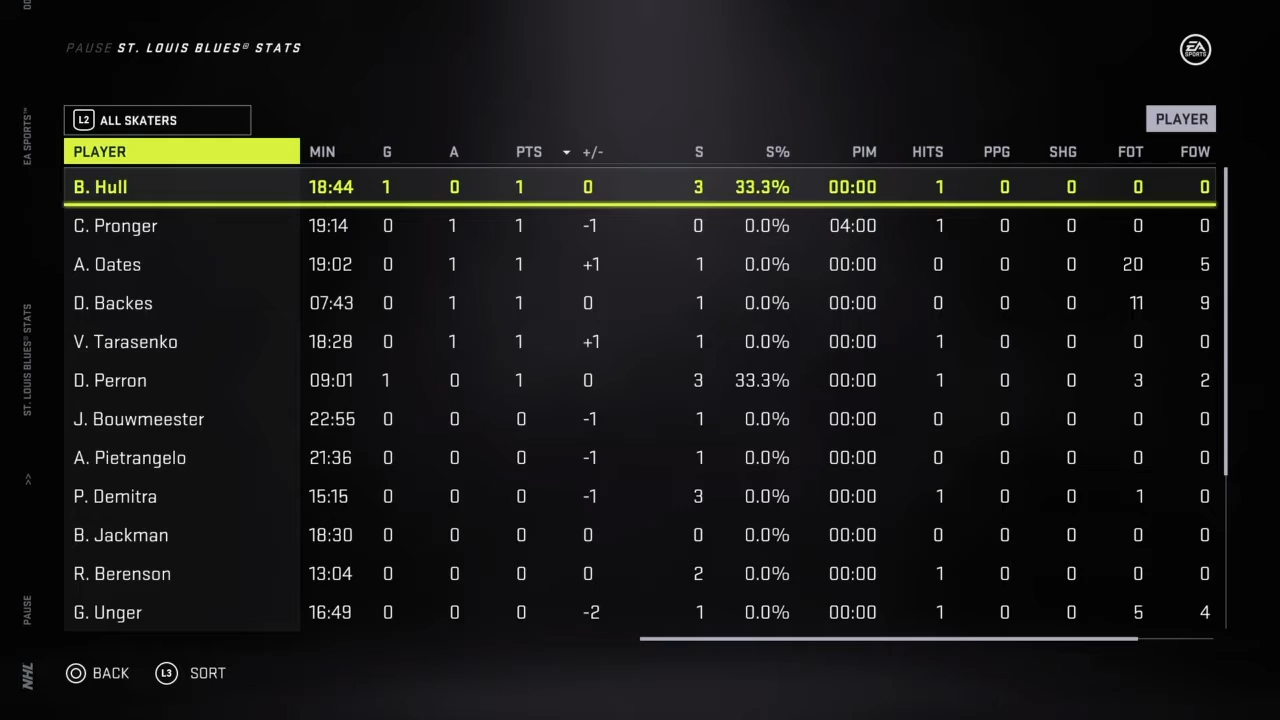 PAUSE ST. LOUIS BLUES® STATS
EA SPORTS
L2 ALL SKATERS
PLAYER
PLAYER MIN G A PTS +/- S S% PIM HITS PPG SHG FOT FOW
B. Hull 18:44 1 0 1 0 3 33.3% 00:00 1 0 0 0 0
C. Pronger 19:14 0 1 1 -1 0 0.0% 04:00 1 0 0 0 0
A. Oates 19:02 0 1 1 +1 1 0.0% 00:00 0 0 0 20 5
D. Backes 07:43 0 1 1 0 1 0.0% 00:00 0 0 0 11 9
V. Tarasenko 18:28 0 1 1 +1 1 0.0% 00:00 1 0 0 0 0
D. Perron 09:01 1 0 1 0 3 33.3% 00:00 1 0 0 3 2
J. Bouwmeester 22:55 0 0 0 -1 1 0.0% 00:00 0 0 0 0 0
A. Pietrangelo 21:36 0 0 0 -1 1 0.0% 00:00 0 0 0 0 0
P. Demitra 15:15 0 0 0 -1 3 0.0% 00:00 1 0 0 1 0
B. Jackman 18:30 0 0 0 0 0 0.0% 00:00 0 0 0 0 0
R. Berenson 13:04 0 0 0 0 2 0.0% 00:00 1 0 0 0 0
G. Unger 16:49 0 0 0 -2 1 0.0% 00:00 1 0 0 5 4
BACK L3 SORT
NHL PAUSE >> ST. LOUIS BLUES® STATS EA SPORTS™